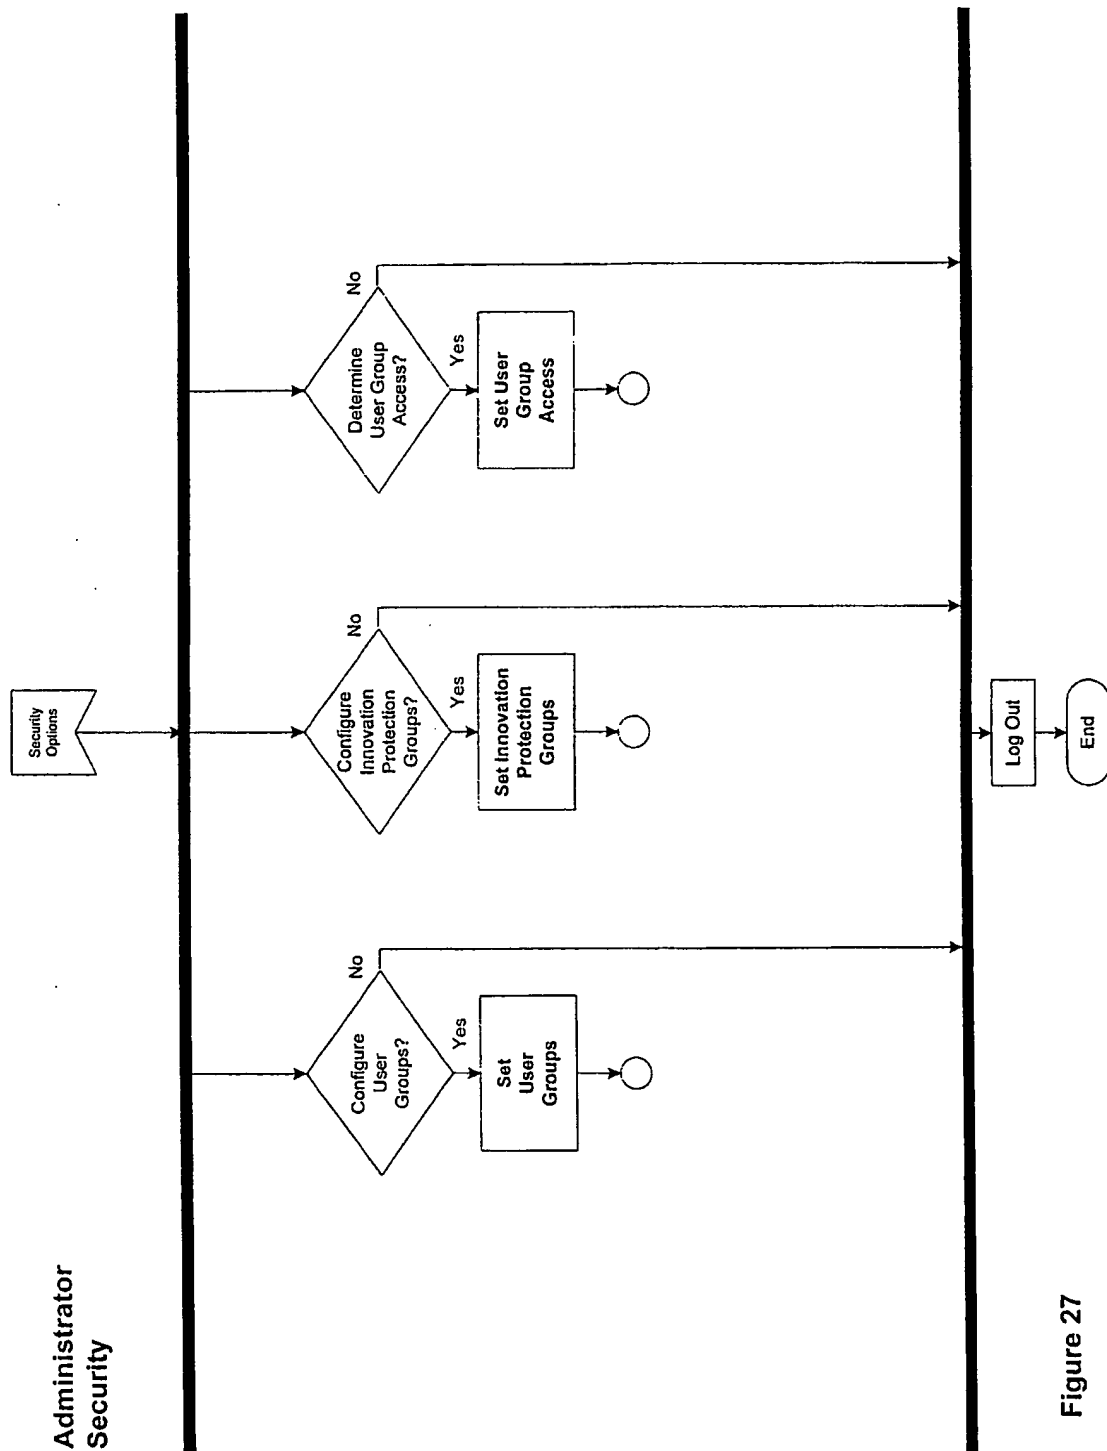 Administrator
Security
Security
Options
Configure
User
Groups?
No
Yes
Set
User
Groups
Configure
Innovation
Protection
Groups?
No
Yes
Set Innovation
Protection
Groups
Determine
User Group
Access?
No
Yes
Set User
Group
Access
Log Out
End
Figure 27